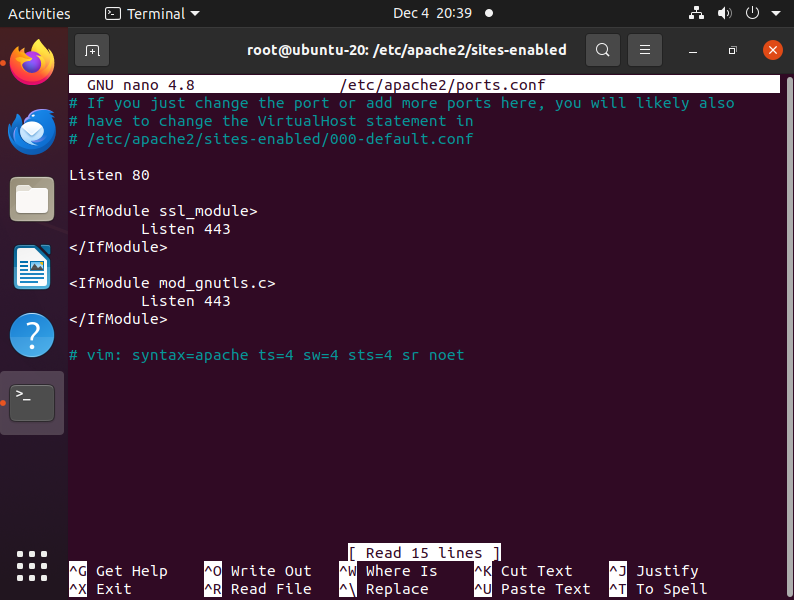 Activities Terminal Dec 4 20:39
root@ubuntu-20: /etc/apache2/sites-enabled
GNU nano 4.8 /etc/apache2/ports.conf
# If you just change the port or add more ports here, you will likely also
# have to change the VirtualHost statement in
# /etc/apache2/sites-enabled/000-default.conf
Listen 80
<IfModule ssl_module>
Listen 443
</IfModule>
<IfModule mod_gnutls.c>
Listen 443
</IfModule>
# vim: syntax=apache ts=4 sw=4 sts=4 sr noet
[ Read 15 lines ]
^G Get Help ^O Write Out ^W Where Is ^K Cut Text ^J Justify
^X Exit ^R Read File ^\ Replace ^U Paste Text ^T To Spell